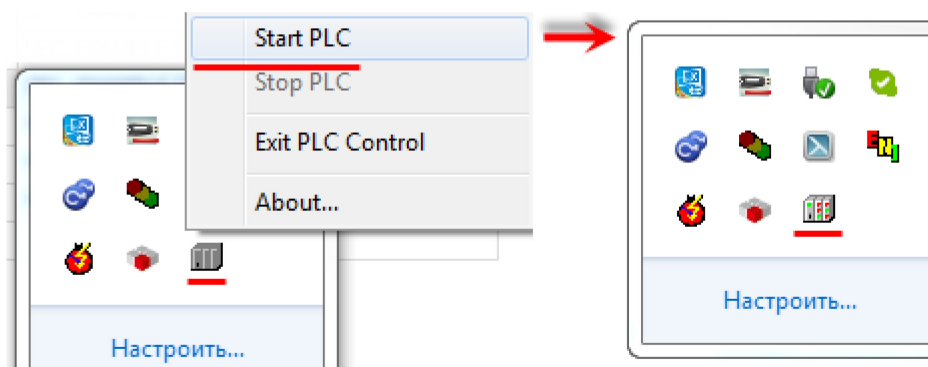 Start PLC
Stop PLC
Exit PLC Control
About...
Настроить...
Настроить...